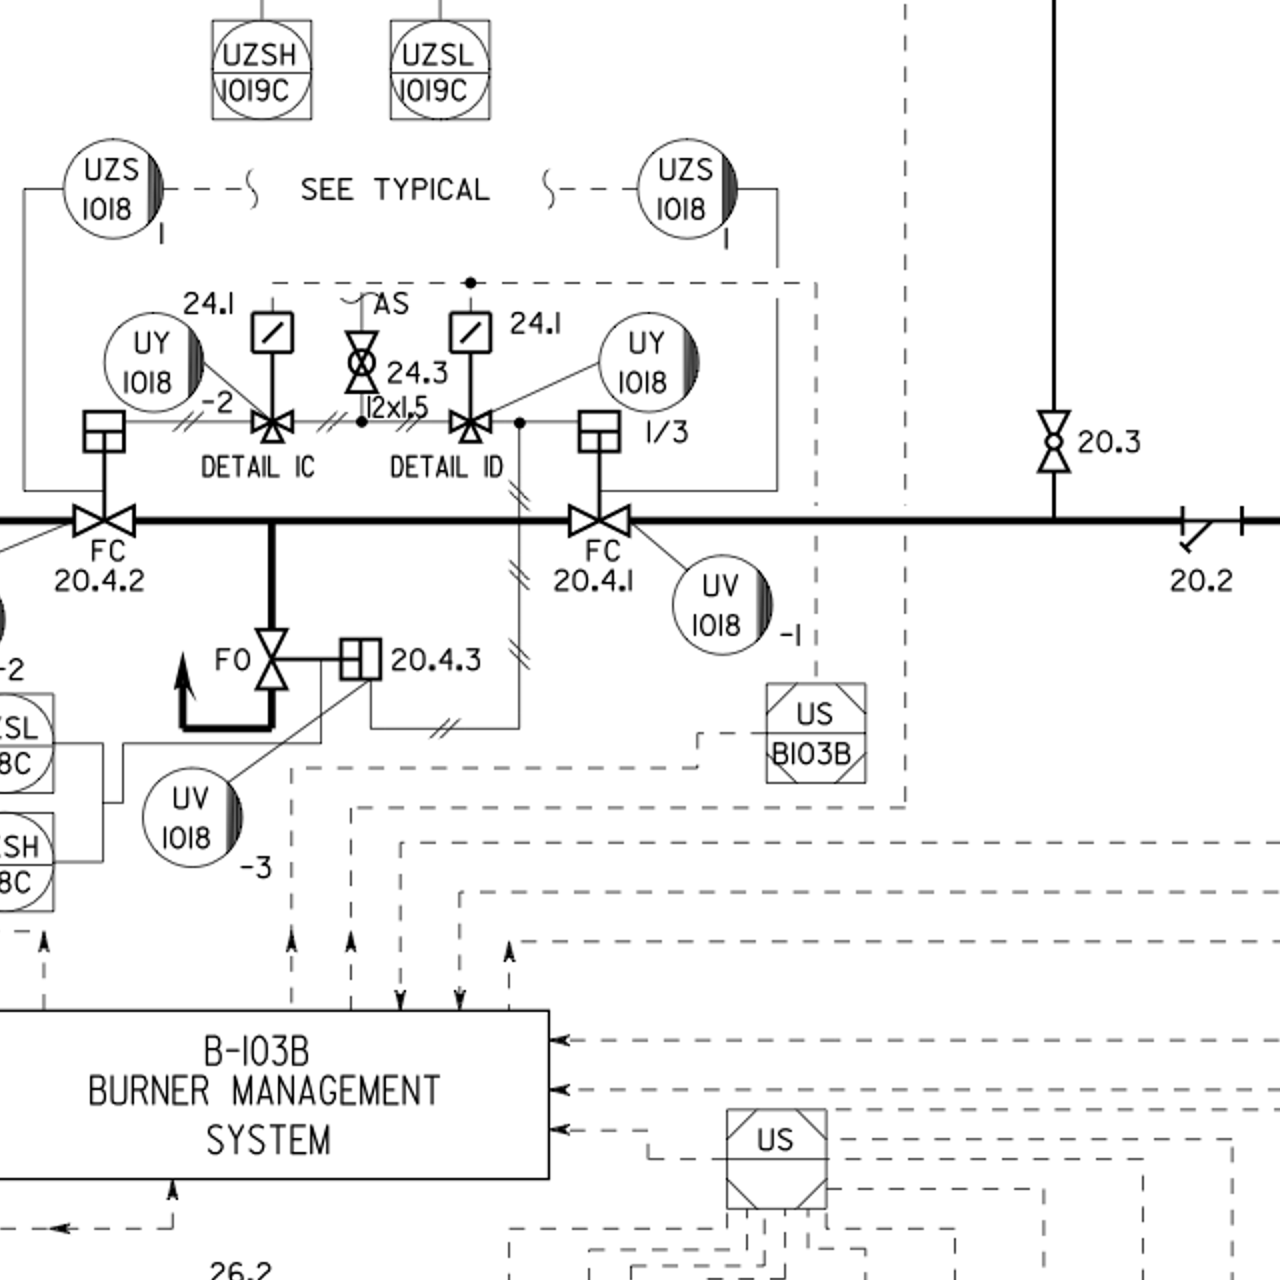 UZSH
1019C
UZSL
1019C
UZS
1018
1
SEE TYPICAL
UZS
1018
1
24.1
AS
24.1
UY
1018
-2
24.3
12x1.5
UY
1018
1/3
DETAIL 1C
DETAIL 1D
20.3
FC
20.4.2
FC
20.4.1
20.2
UV
1018
-1
FO
20.4.3
-2
SL
8C
US
B103B
UV
1018
-3
SH
8C
B-103B
BURNER MANAGEMENT
SYSTEM
US
26.2